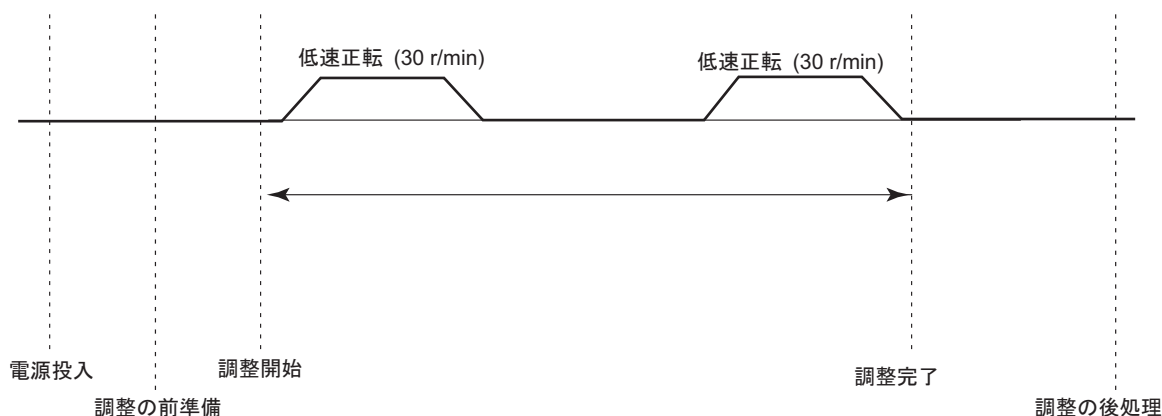 低速正転 (30 r/min)
低速正転 (30 r/min)
電源投入
調整の前準備
調整開始
調整完了
調整の後処理